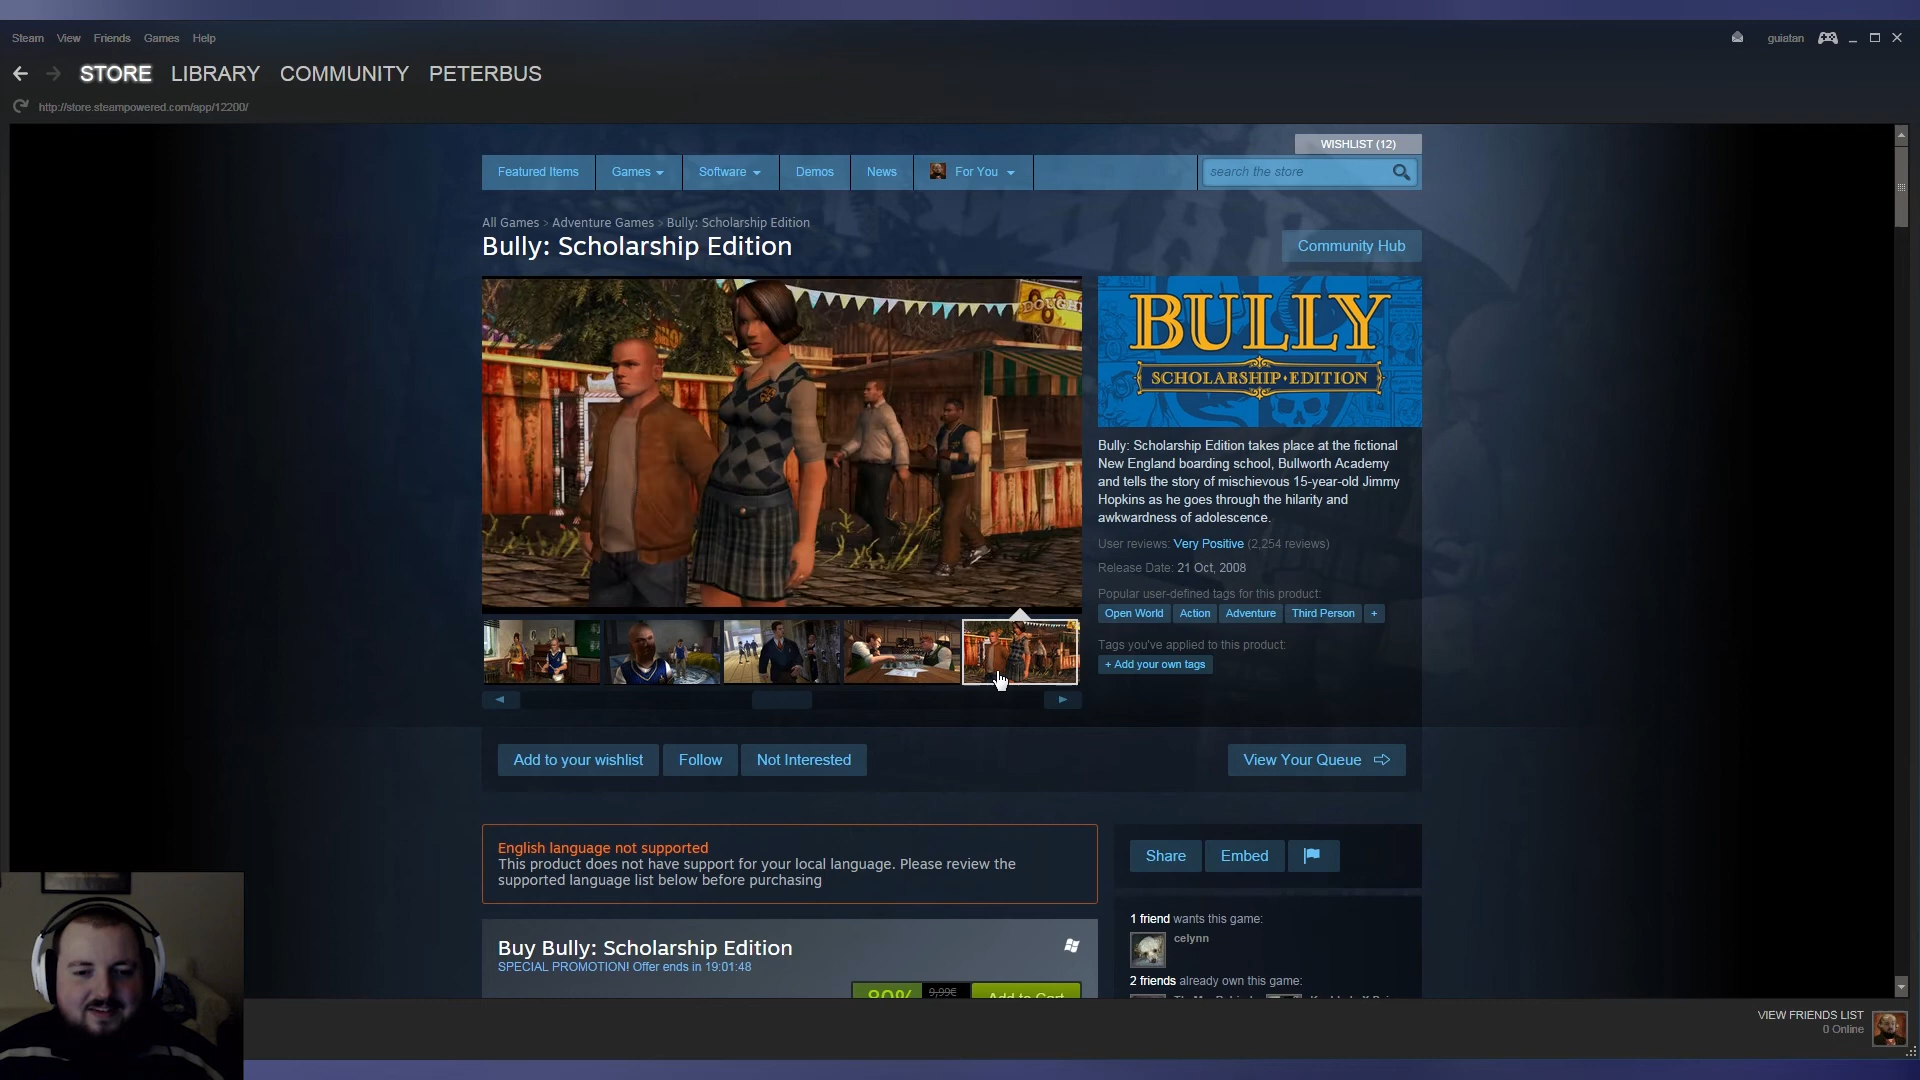 Steam View Friends Games Help
guiatan
STORE LIBRARY COMMUNITY PETERBUS
http://store.steampowered.com/app/12200/
WISHLIST (12)
Featured Items Games Software Demos News For You search the store
All Games > Adventure Games > Bully: Scholarship Edition
Bully: Scholarship Edition
Community Hub
BULLY
SCHOLARSHIP·EDITION
Bully: Scholarship Edition takes place at the fictional
New England boarding school, Bullworth Academy
and tells the story of mischievous 15-year-old Jimmy
Hopkins as he goes through the hilarity and
awkwardness of adolescence.
User reviews: Very Positive (2,254 reviews)
Release Date: 21 Oct, 2008
Popular user-defined tags for this product:
Open World Action Adventure Third Person +
Tags you've applied to this product:
+ Add your own tags
Add to your wishlist Follow Not Interested View Your Queue
English language not supported
This product does not have support for your local language. Please review the
supported language list below before purchasing
Share Embed
1 friend wants this game:
celynn
2 friends already own this game:
Buy Bully: Scholarship Edition
SPECIAL PROMOTION! Offer ends in 19:01:48
80% 9,99€ Add to Cart
VIEW FRIENDS LIST
0 Online